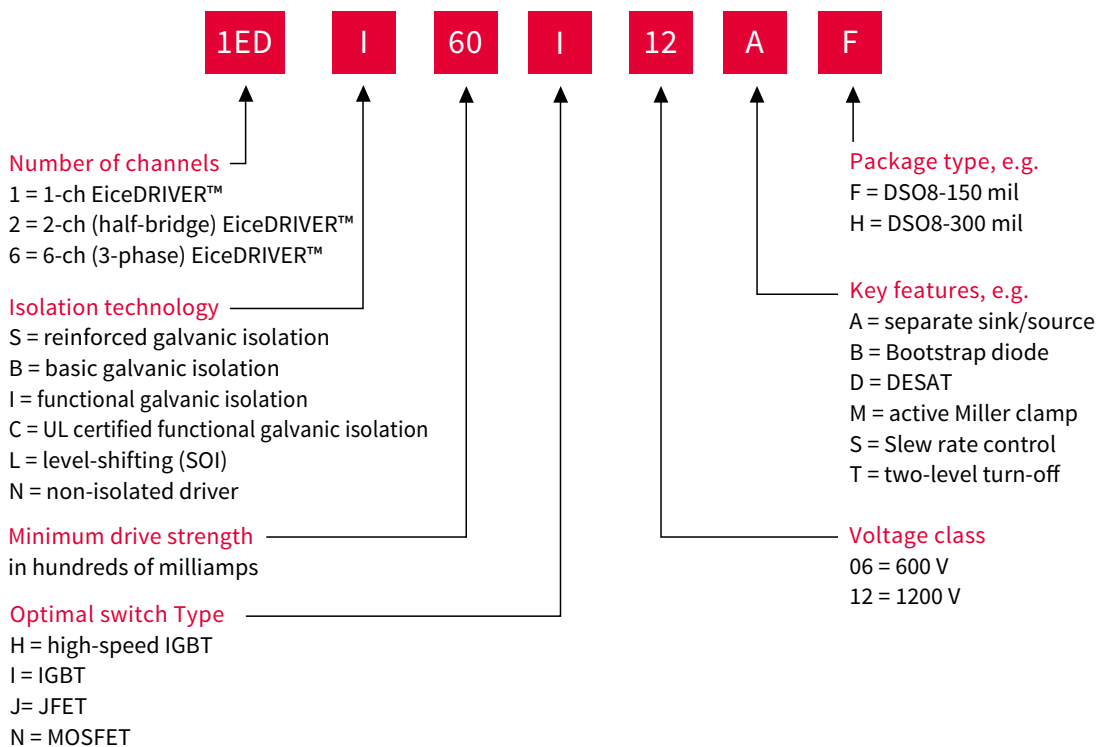 1ED I 60 I 12 A F
Number of channels
1 = 1-ch EiceDRIVER™
2 = 2-ch (half-bridge) EiceDRIVER™
6 = 6-ch (3-phase) EiceDRIVER™
Isolation technology
S = reinforced galvanic isolation
B = basic galvanic isolation
I = functional galvanic isolation
C = UL certified functional galvanic isolation
L = level-shifting (SOI)
N = non-isolated driver
Minimum drive strength
in hundreds of milliamps
Optimal switch Type
H = high-speed IGBT
I = IGBT
J= JFET
N = MOSFET
Package type, e.g.
F = DSO8-150 mil
H = DSO8-300 mil
Key features, e.g.
A = separate sink/source
B = Bootstrap diode
D = DESAT
M = active Miller clamp
S = Slew rate control
T = two-level turn-off
Voltage class
06 = 600 V
12 = 1200 V